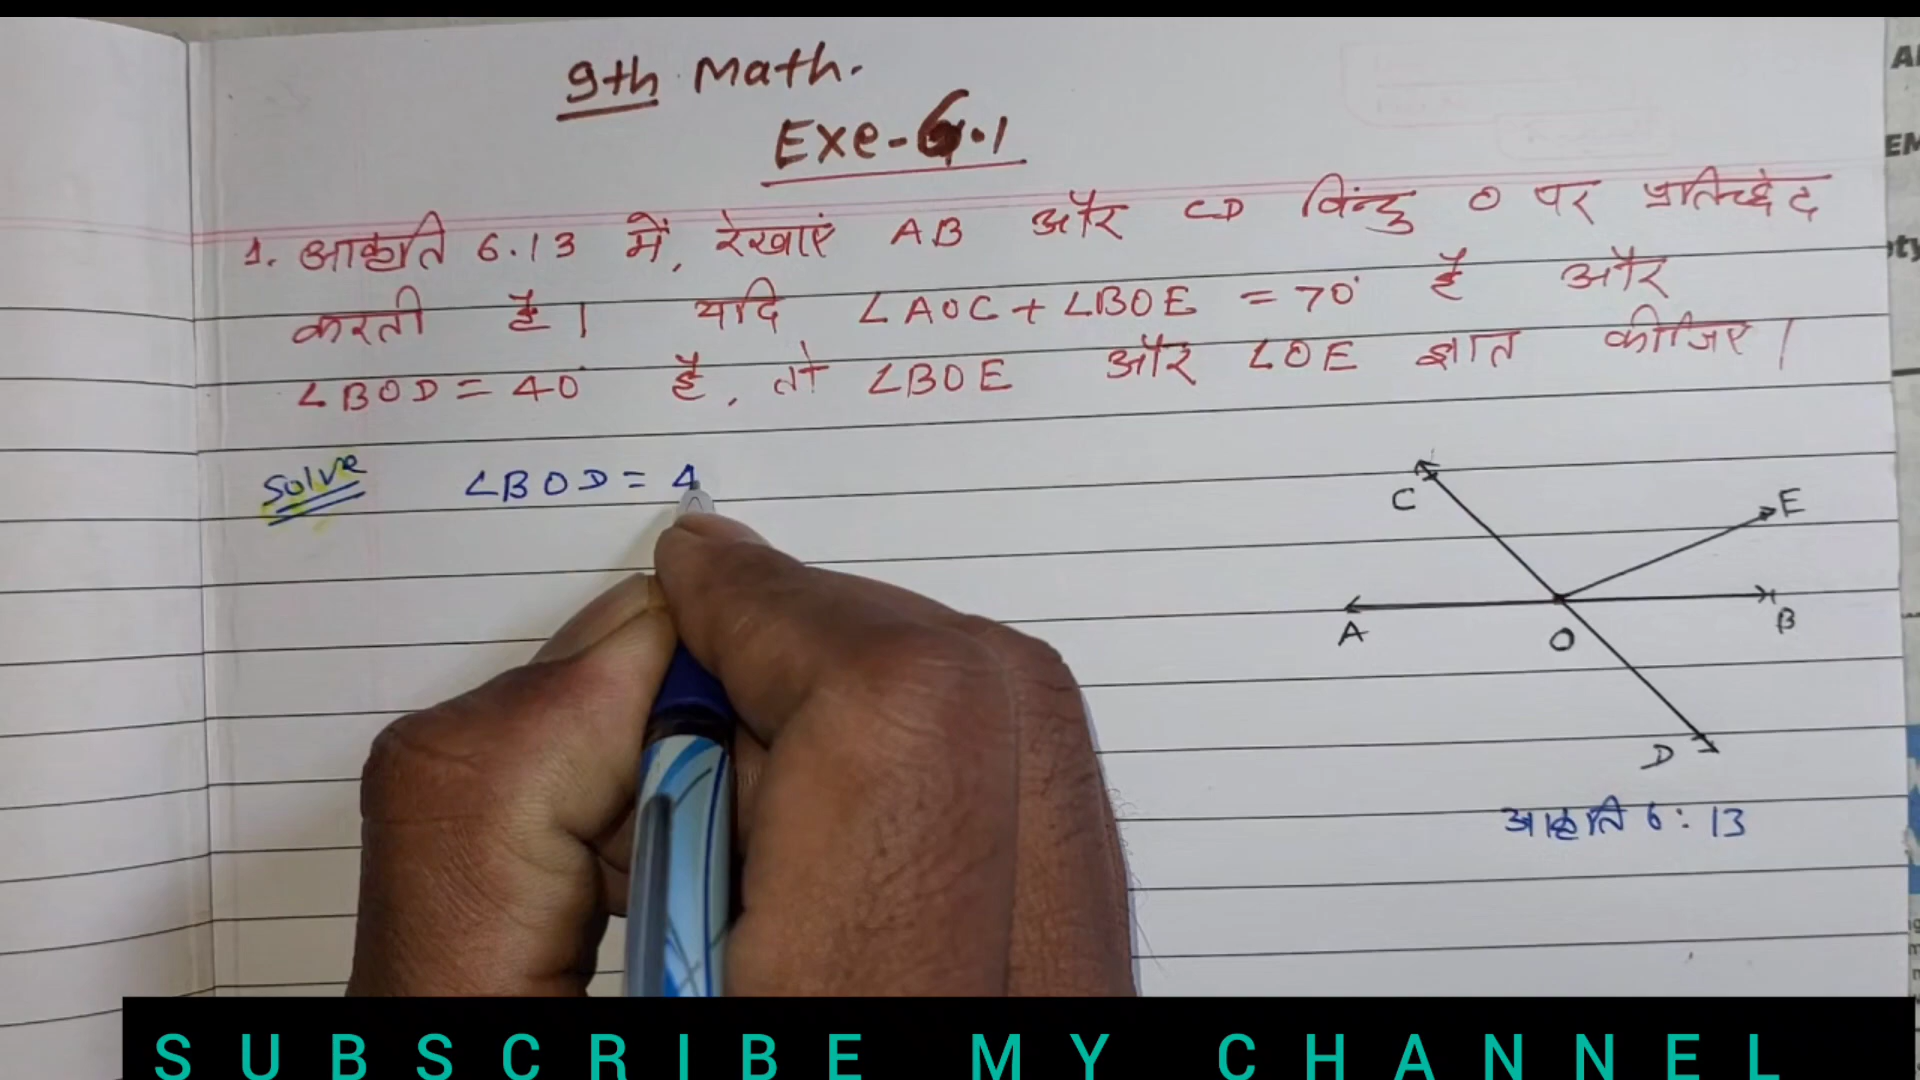 9th Math.
Exe-6.1
1. आकृति 6.13 में, रेखाएं AB और CD विंन्दु O पर प्रतिच्छेद
करती है। यदि ∠AOC + ∠BOE = 70° है और
∠BOD = 40° है, तो ∠BOE और ∠OE ज्ञात कीजिए।
Solve ∠BOD = 4
C
E
A
O
B
D
आकृति 6:13
SUBSCRIBE MY CHANNEL